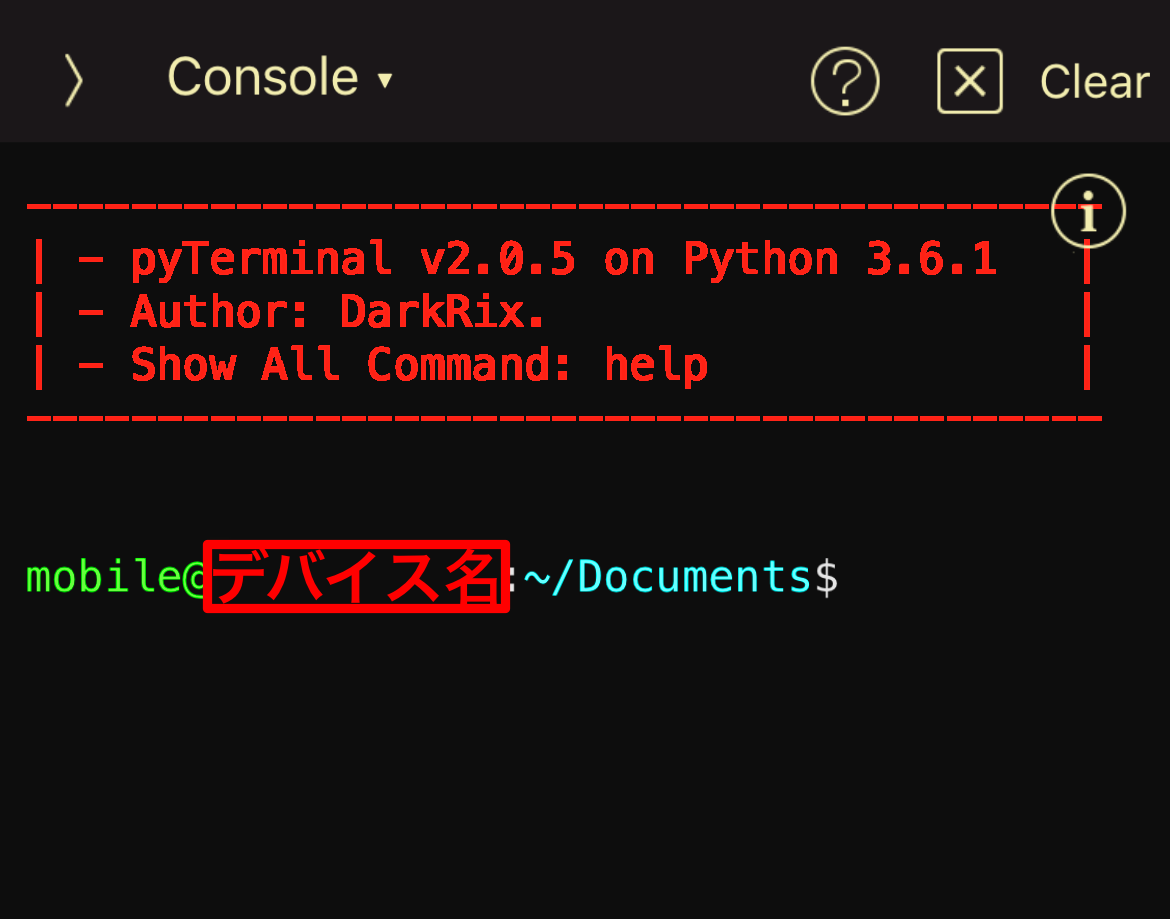 Console ▾ ? Clear
-----------------------------------------
| - pyTerminal v2.0.5 on Python 3.6.1 |
| - Author: DarkRix. |
| - Show All Command: help |
-----------------------------------------
mobile@デバイス名:~/Documents$